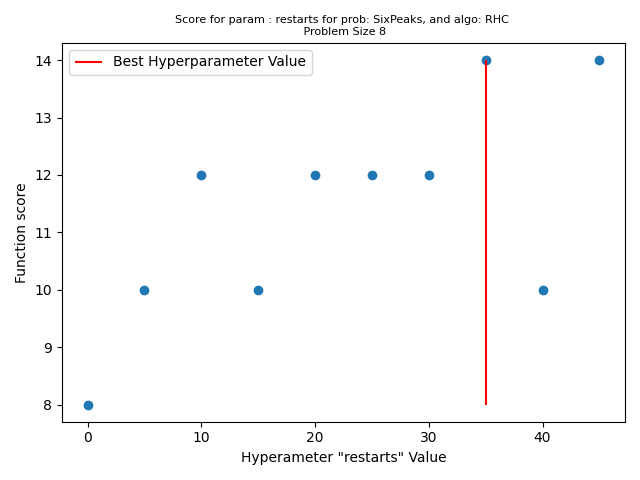 Score for param : restarts for prob: SixPeaks, and algo: RHC
Problem Size 8
Best Hyperparameter Value
Function score
14
13
12
11
10
9
8
0
10
20
30
40
Hyperameter "restarts" Value